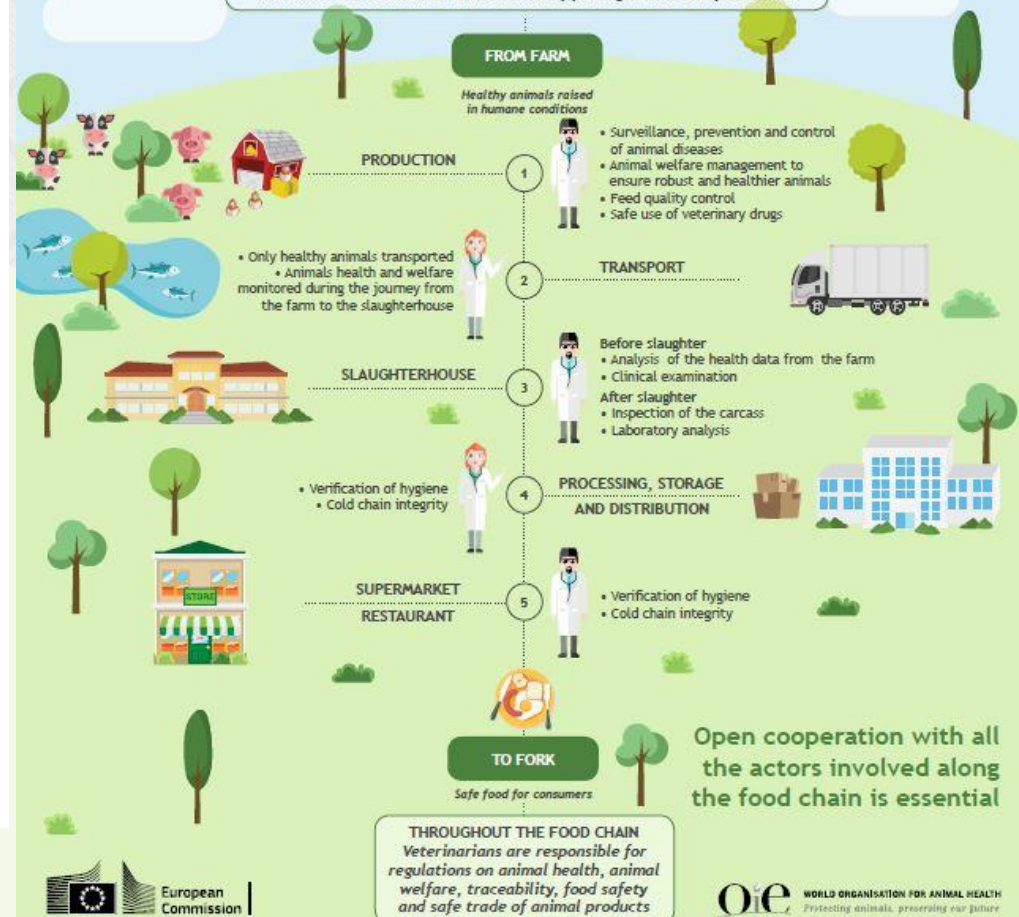 FROM FARM
Healthy animals raised
in humane conditions
PRODUCTION
1
• Surveillance, prevention and control
of animal diseases
• Animal welfare management to
ensure robust and healthier animals
• Feed quality control
• Safe use of veterinary drugs
• Only healthy animals transported
• Animals health and welfare
monitored during the journey from
the farm to the slaughterhouse
2
TRANSPORT
SLAUGHTERHOUSE
3
Before slaughter
• Analysis of the health data from the farm
• Clinical examination
After slaughter
• Inspection of the carcass
• Laboratory analysis
• Verification of hygiene
• Cold chain integrity
4
PROCESSING, STORAGE
AND DISTRIBUTION
STORE
SUPERMARKET
RESTAURANT
5
• Verification of hygiene
• Cold chain integrity
TO FORK
Safe food for consumers
Open cooperation with all
the actors involved along
the food chain is essential
THROUGHOUT THE FOOD CHAIN
Veterinarians are responsible for
regulations on animal health, animal
welfare, traceability, food safety
and safe trade of animal products
European
Commission
Oie
WORLD ORGANISATION FOR ANIMAL HEALTH
Protecting animals, preserving our future